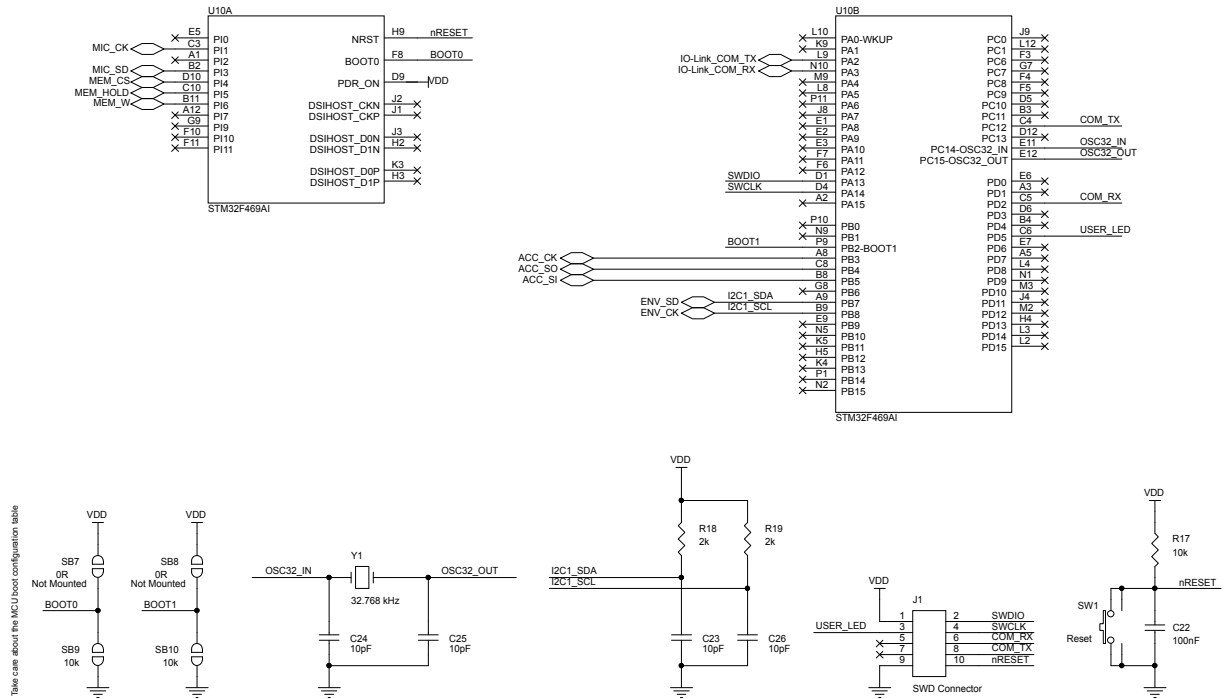 U10A
E5 PI0
MIC_CK C3 PI1
A1 PI2
MIC_SD B2 PI3
MEM_CS D10 PI4
MEM_HOLD C10 PI5
MEM_W B11 PI6
A12 PI7
G9 PI9
F10 PI10
F11 PI11
NRST H9 nRESET
BOOT0 F8 BOOT0
PDR_ON D9 VDD
DSIHOST_CKN J2
DSIHOST_CKP J1
DSIHOST_D0N J3
DSIHOST_D1N H2
DSIHOST_D0P K3
DSIHOST_D1P H3
STM32F469AI
U10B
L10 PA0-WKUP
K9 PA1
IO-Link_COM_TX L9 PA2
IO-Link_COM_RX N10 PA3
M9 PA4
L8 PA5
P11 PA6
J8 PA7
E1 PA8
E2 PA9
E3 PA10
F7 PA11
F6 PA12
SWDIO D1 PA13
SWCLK D4 PA14
A2 PA15
P10 PB0
N9 PB1
BOOT1 P9 PB2-BOOT1
ACC_CK A8 PB3
ACC_SO C8 PB4
ACC_SI B8 PB5
G8 PB6
ENV_SD I2C1_SDA A9 PB7
ENV_CK I2C1_SCL B9 PB8
E9 PB9
N5 PB10
K5 PB11
H5 PB12
K4 PB13
P1 PB14
N2 PB15
PC0 J9
PC1 L12
PC6 F3
PC7 G7
PC8 F4
PC9 F5
PC10 D5
PC11 B3
PC12 C4 COM_TX
PC13 D12
PC14-OSC32_IN E11 OSC32_IN
PC15-OSC32_OUT E12 OSC32_OUT
PD0 E6
PD1 A3
PD2 C5 COM_RX
PD3 D6
PD4 B4
PD5 C6 USER_LED
PD6 E7
PD7 A5
PD8 L4
PD9 N1
PD10 M3
PD11 J4
PD12 M2
PD13 H4
PD14 L3
PD15 L2
STM32F469AI
Take care about the MCU boot configuration table
VDD
SB7
0R
Not Mounted
BOOT0
SB9
10k
VDD
SB8
0R
Not Mounted
BOOT1
SB10
10k
OSC32_IN Y1 OSC32_OUT
32.768 kHz
C24
10pF
C25
10pF
VDD
R18
2k
R19
2k
I2C1_SDA
I2C1_SCL
C23
10pF
C26
10pF
VDD
J1
1 2 SWDIO
USER_LED 3 4 SWCLK
5 6 COM_RX
7 8 COM_TX
9 10 nRESET
SWD Connector
VDD
R17
10k
nRESET
SW1
Reset
C22
100nF